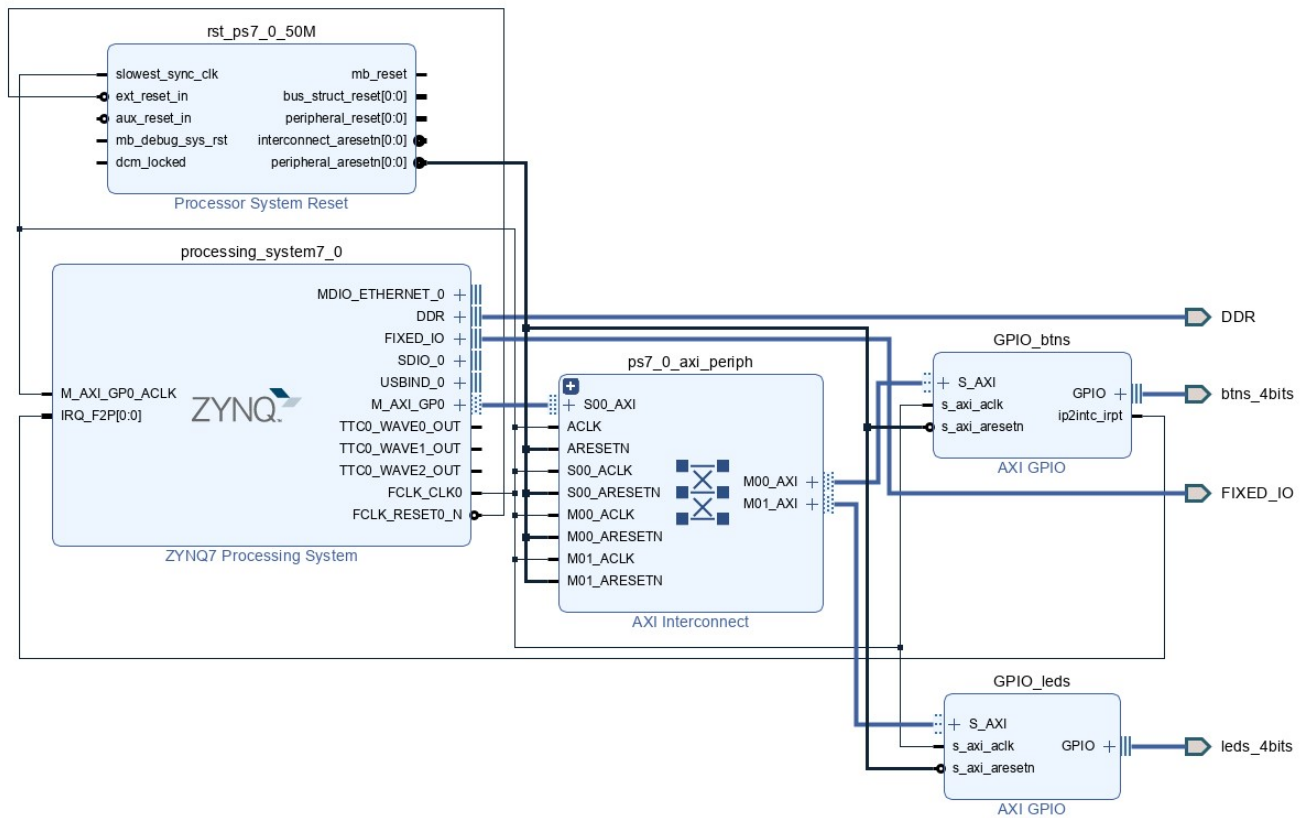 rst_ps7_0_50M
slowest_sync_clk
ext_reset_in
aux_reset_in
mb_debug_sys_rst
dcm_locked
mb_reset
bus_struct_reset[0:0]
peripheral_reset[0:0]
interconnect_aresetn[0:0]
peripheral_aresetn[0:0]
Processor System Reset
processing_system7_0
M_AXI_GP0_ACLK
IRQ_F2P[0:0]
ZYNQ
MDIO_ETHERNET_0
DDR
FIXED_IO
SDIO_0
USBIND_0
M_AXI_GP0
TTC0_WAVE0_OUT
TTC0_WAVE1_OUT
TTC0_WAVE2_OUT
FCLK_CLK0
FCLK_RESET0_N
ZYNQ7 Processing System
ps7_0_axi_periph
S00_AXI
ACLK
ARESETN
S00_ACLK
S00_ARESETN
M00_ACLK
M00_ARESETN
M01_ACLK
M01_ARESETN
M00_AXI
M01_AXI
AXI Interconnect
GPIO_btns
S_AXI
s_axi_aclk
s_axi_aresetn
GPIO
ip2intc_irpt
AXI GPIO
GPIO_leds
S_AXI
s_axi_aclk
s_axi_aresetn
GPIO
AXI GPIO
DDR
btns_4bits
FIXED_IO
leds_4bits